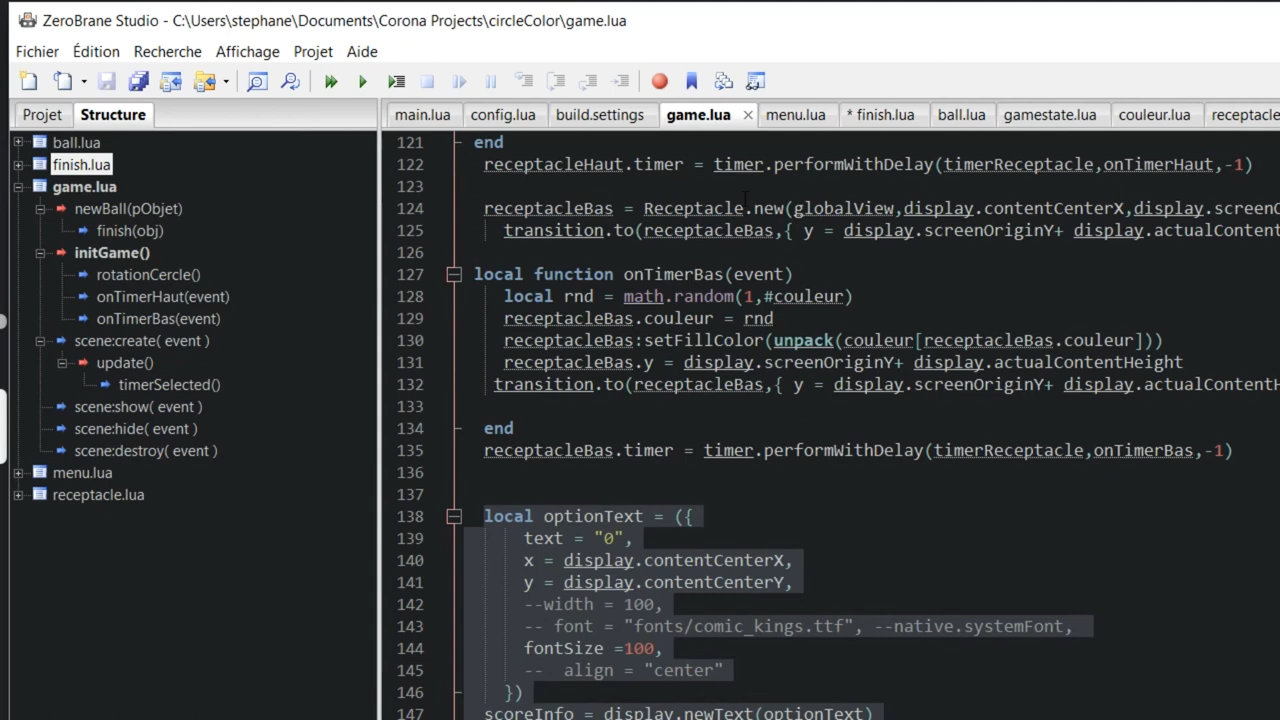 ZeroBrane Studio - C:\Users\stephane\Documents\Corona Projects\circleColor\game.lua
Fichier Édition Recherche Affichage Projet Aide
Projet Structure
main.lua config.lua build.settings game.lua menu.lua * finish.lua ball.lua gamestate.lua couleur.lua receptacle
ball.lua
finish.lua
game.lua
newBall(pObjet)
finish(obj)
initGame()
rotationCercle()
onTimerHaut(event)
onTimerBas(event)
scene:create( event )
update()
timerSelected()
scene:show( event )
scene:hide( event )
scene:destroy( event )
menu.lua
receptacle.lua
121 end
122 receptacleHaut.timer = timer.performWithDelay(timerReceptacle,onTimerHaut,-1)
123
124 receptacleBas = Receptacle.new(globalView,display.contentCenterX,display.screenO
125 transition.to(receptacleBas,{ y = display.screenOriginY+ display.actualContent
126
127 local function onTimerBas(event)
128 local rnd = math.random(1,#couleur)
129 receptacleBas.couleur = rnd
130 receptacleBas:setFillColor(unpack(couleur[receptacleBas.couleur]))
131 receptacleBas.y = display.screenOriginY+ display.actualContentHeight
132 transition.to(receptacleBas,{ y = display.screenOriginY+ display.actualContentH
133
134 end
135 receptacleBas.timer = timer.performWithDelay(timerReceptacle,onTimerBas,-1)
136
137
138 local optionText = ({
139 text = "0",
140 x = display.contentCenterX,
141 y = display.contentCenterY,
142 --width = 100,
143 -- font = "fonts/comic_kings.ttf", --native.systemFont,
144 fontSize =100,
145 -- align = "center"
146 })
147 scoreInfo = display.newText(optionText)